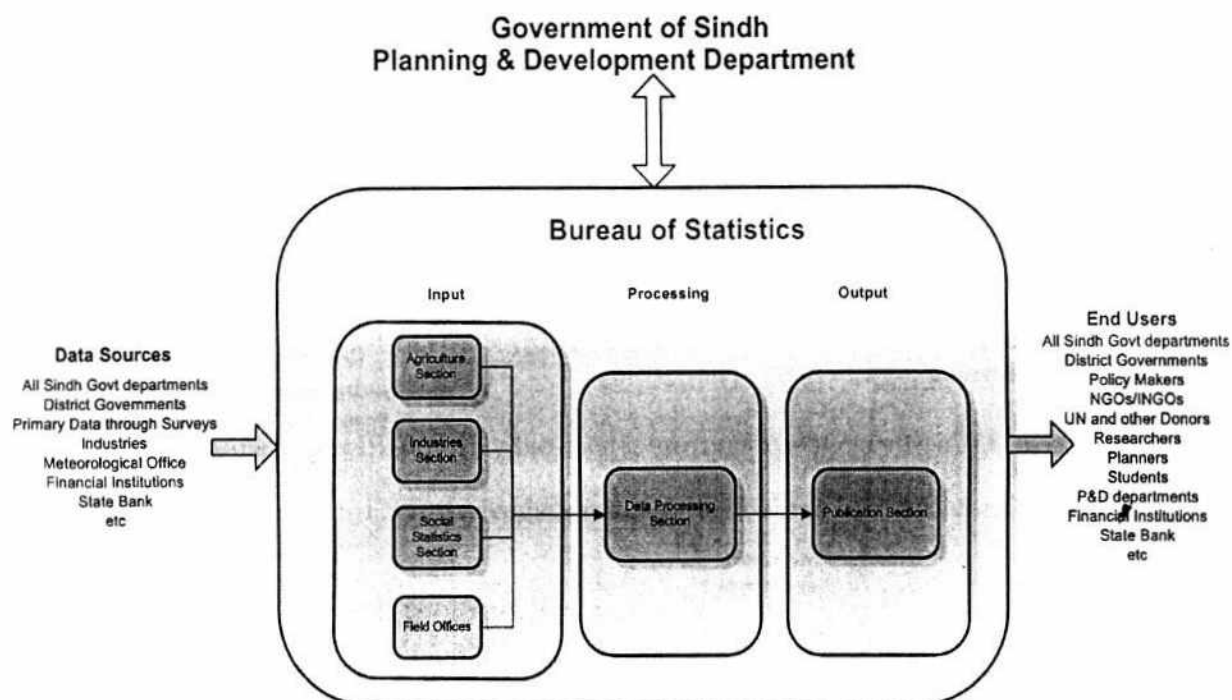 Government of Sindh
Planning & Development Department
Bureau of Statistics
Input
Processing
Output
Data Sources
All Sindh Govt departments
District Governments
Primary Data through Surveys
Industries
Meteorological Office
Financial Institutions
State Bank
etc
Agriculture
Section
Industries
Section
Social
Statistics
Section
Field Offices
Data Processing
Section
Publication Section
End Users
All Sindh Govt departments
District Governments
Policy Makers
NGOs/INGOs
UN and other Donors
Researchers
Planners
Students
P&D departments
Financial Institutions
State Bank
etc